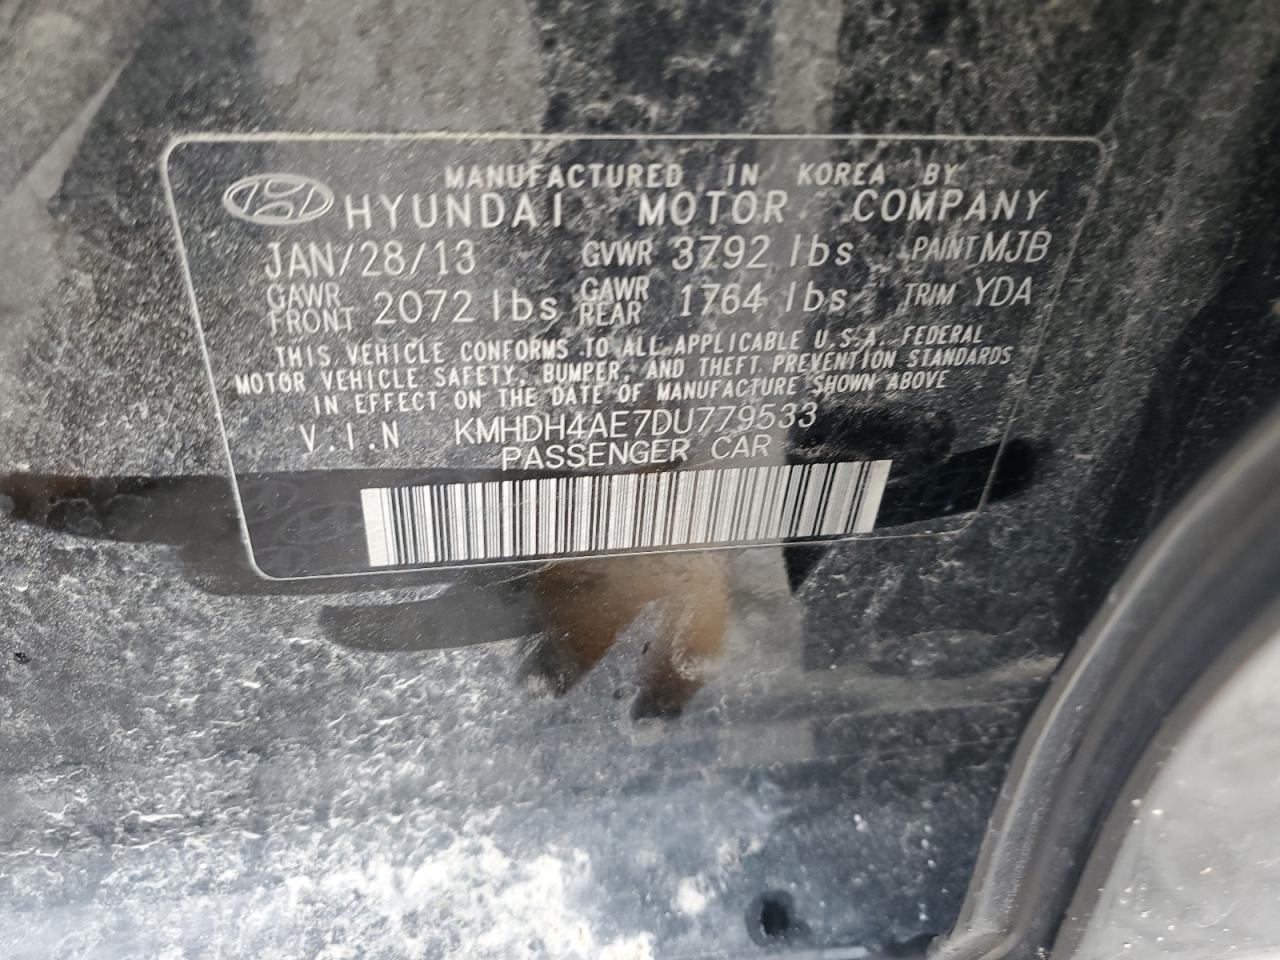 MANUFACTURED IN KOREA BY
HYUNDAI MOTOR COMPANY
JAN/28/13 GVWR 3792 lbs PAINT MJB
GAWR FRONT 2072 lbs GAWR REAR 1764 lbs TRIM YDA
THIS VEHICLE CONFORMS TO ALL APPLICABLE U.S.A. FEDERAL
MOTOR VEHICLE SAFETY, BUMPER, AND THEFT PREVENTION STANDARDS
IN EFFECT ON THE DATE OF MANUFACTURE SHOWN ABOVE
V.I.N KMHDH4AE7DU779533
PASSENGER CAR